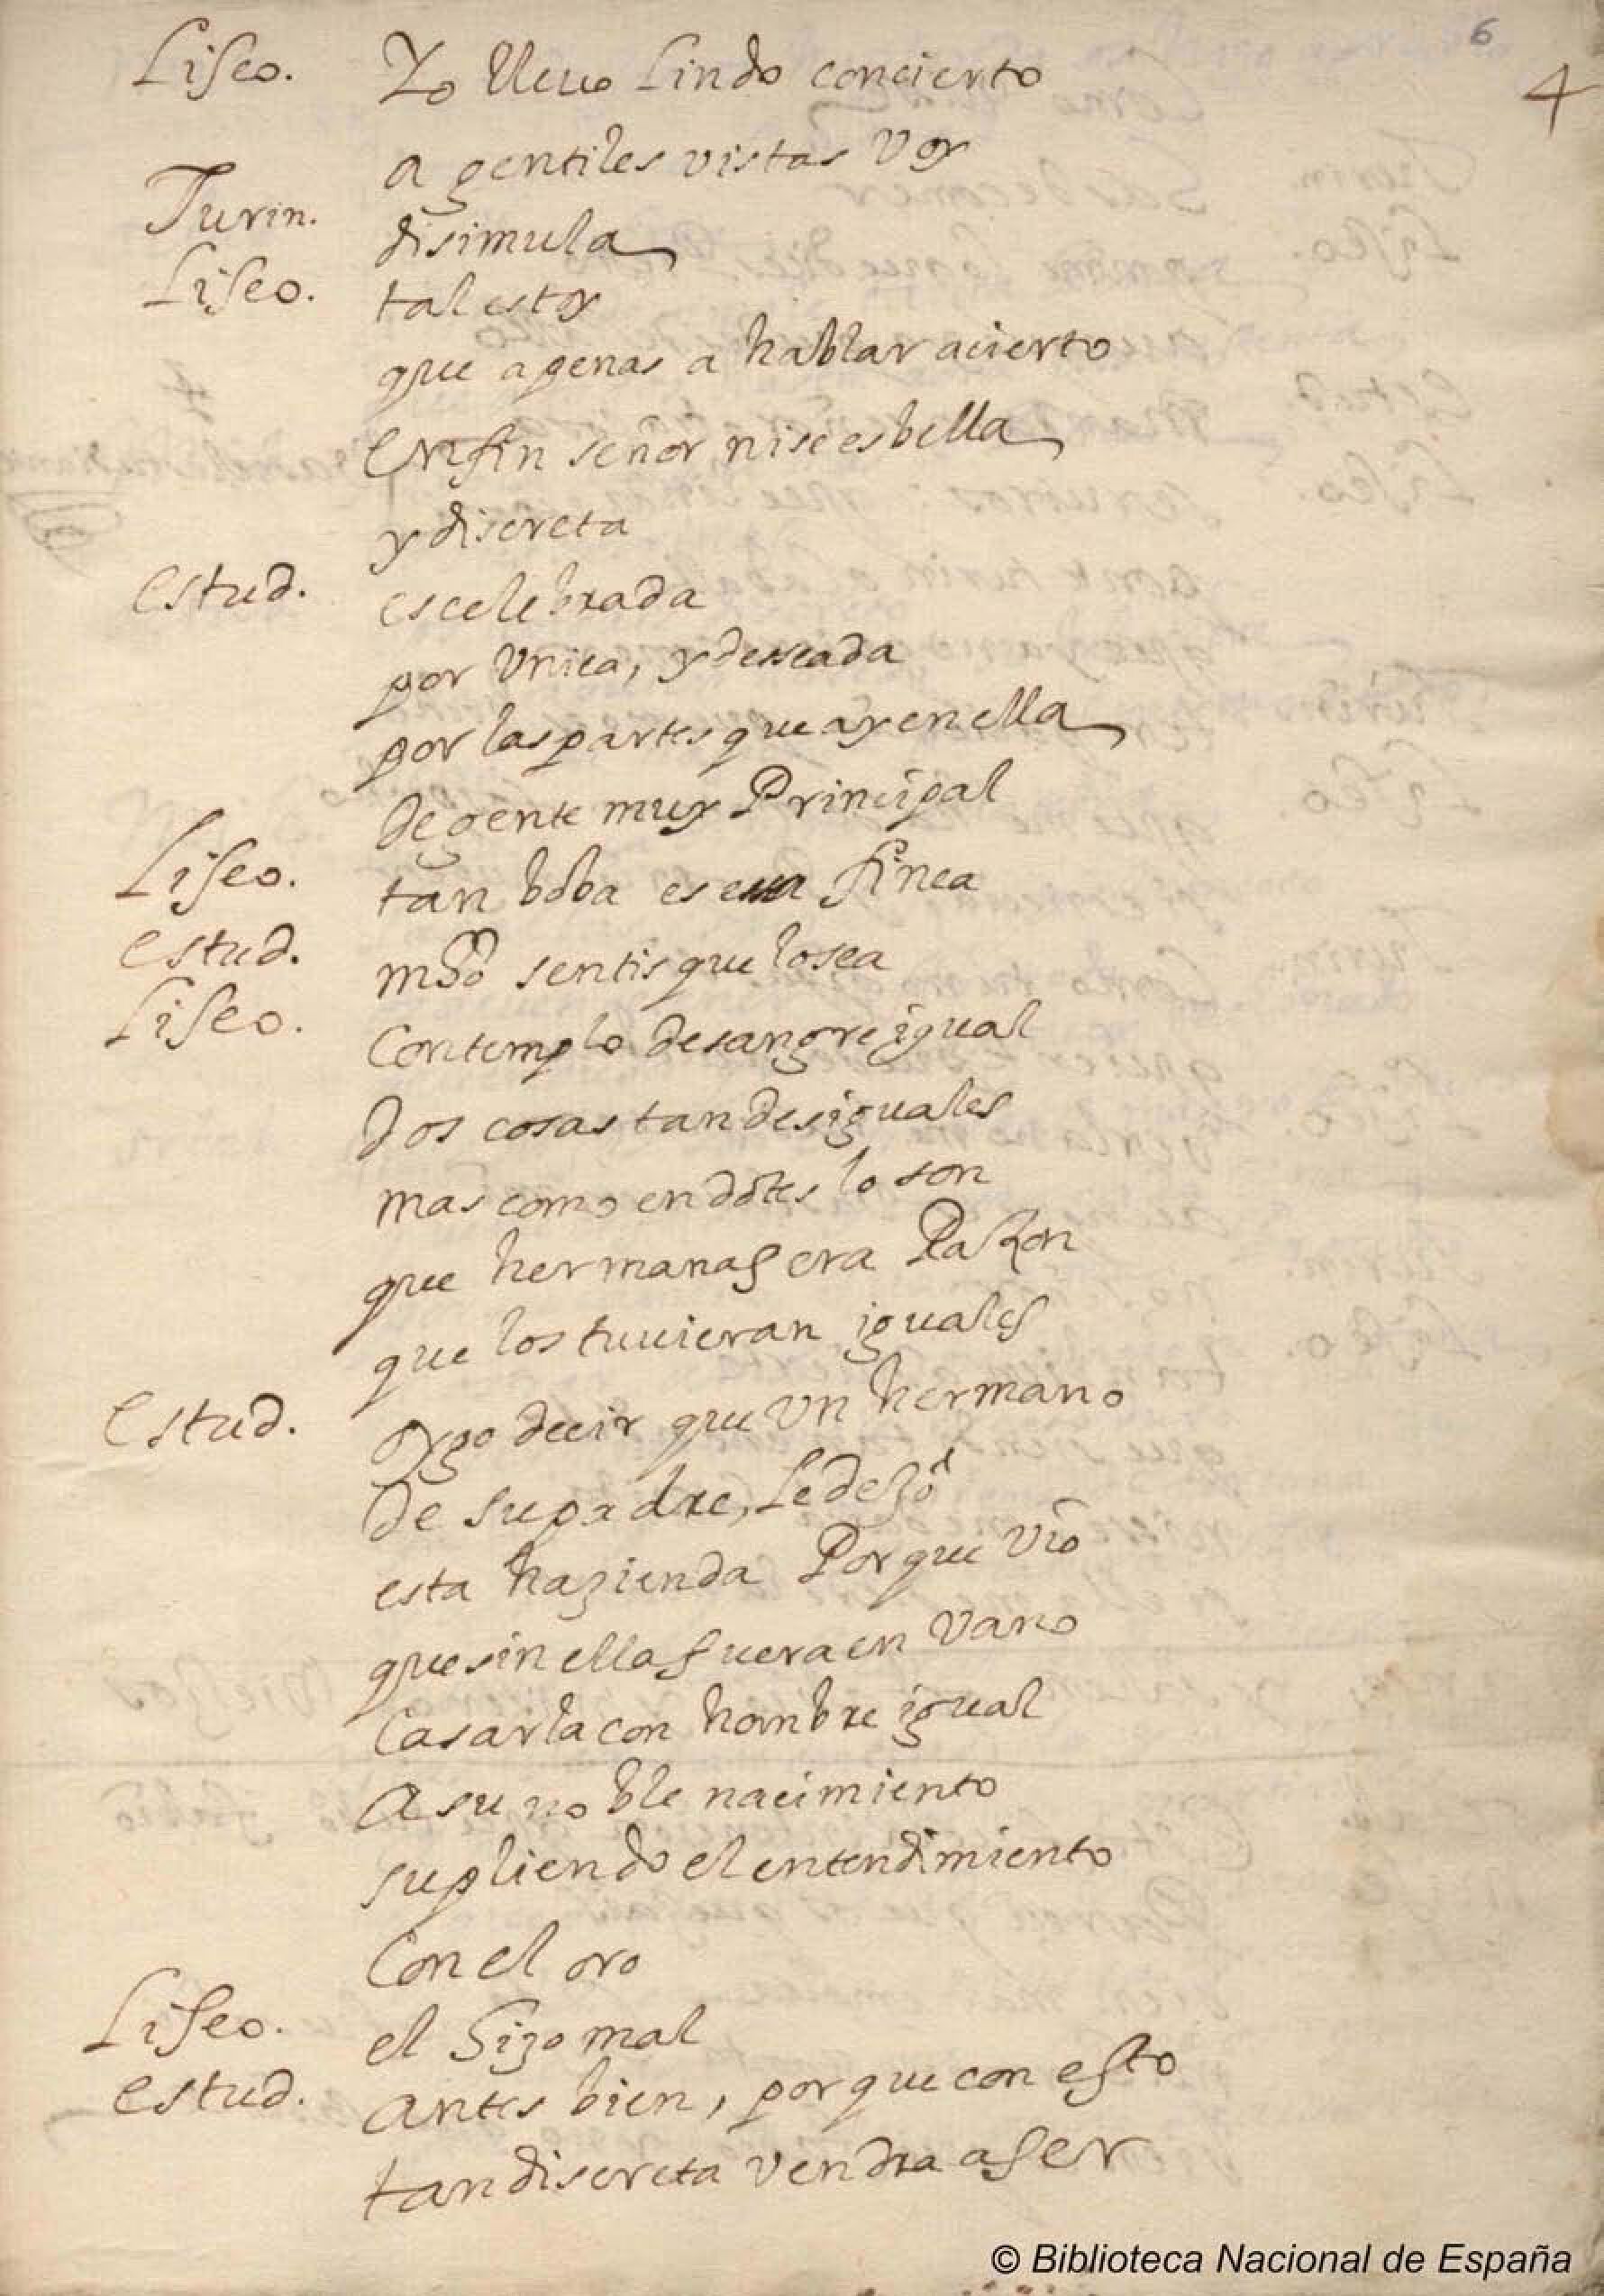 6
4
Liseo. Yo lleuo Lindo concierto
a gentiles vistas voy
Turin. disimula
Liseo. tal estoy
que apenas a hablar acierto
en fin señor nise es bella
y discreta
estud. es celebrada
por vnica, y desseada
por las partes que ay en ella
de gente muy Principal
Liseo. tan boba es esa finea
estud. mho sentis que lo sea
Liseo. Contemplo de sangre igual
dos cosas tan desiguales
mas como en dotes lo son
que hermanas era Razon
que los tuuieran iguales
estud. oygo decir que vn hermano
de su padre, Le dexo
esta hazienda Porque vio
que sin ella fuera en vano
Casarla con hombre igual
a su noble nacimiento
supliendo el entendimiento
Con el oro
Liseo. el hizo mal
estud. antes bien, porque con esto
tan discreta vendra a ser
© Biblioteca Nacional de España